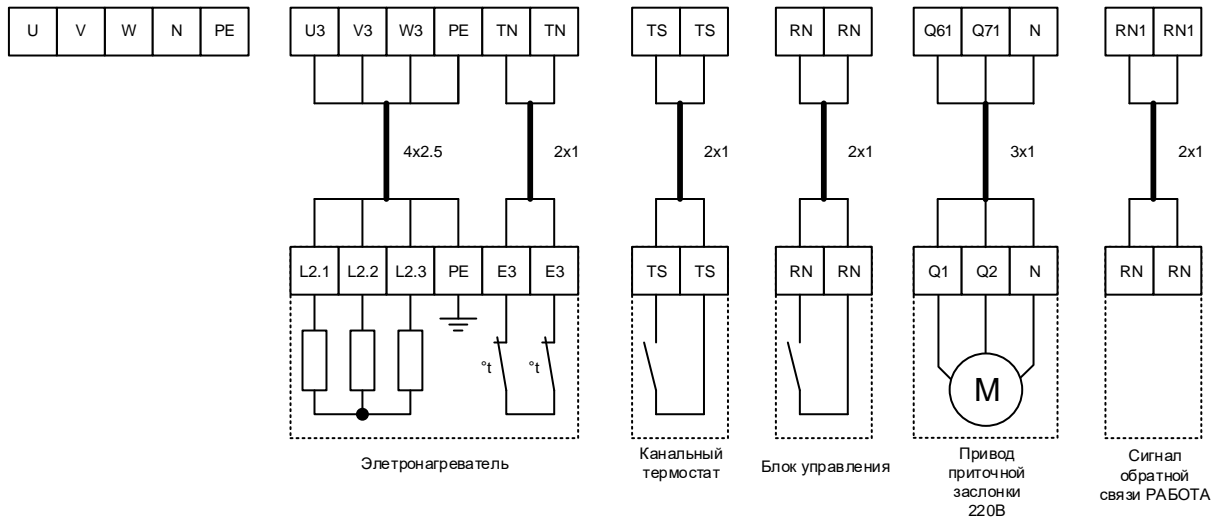 U V W N PE U3 V3 W3 PE TN TN TS TS RN RN Q61 Q71 N RN1 RN1
4x2.5 2x1 2x1 2x1 3x1 2x1
L2.1 L2.2 L2.3 PE E3 E3 TS TS RN RN Q1 Q2 N RN RN
°t °t
M
Элетронагреватель
Канальный
термостат
Блок управления
Привод
приточной
заслонки
220В
Сигнал
обратной
связи РАБОТА